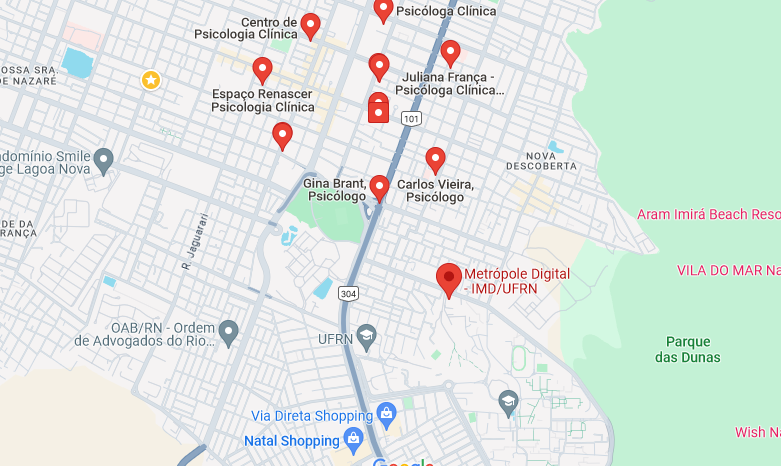 Psicóloga Clínica
Centro de
Psicologia Clínica
OSSA SRA.
DE NAZARÉ
Juliana França -
Psicóloga Clínica...
Espaço Renascer
Psicologia Clínica
101
NOVA
DESCOBERTA
ndomínio Smile
ge Lagoa Nova
Gina Brant,
Psicólogo
Carlos Vieira,
Psicólogo
Aram Imirá Beach Reso
DE DA
RANÇA
R. Jaguarari
VILA DO MAR Na
Metrópole Digital
- IMD/UFRN
304
OAB/RN - Ordem
de Advogados do Rio...
UFRN
Parque
das Dunas
Via Direta Shopping
Natal Shopping
Wish Na
Google